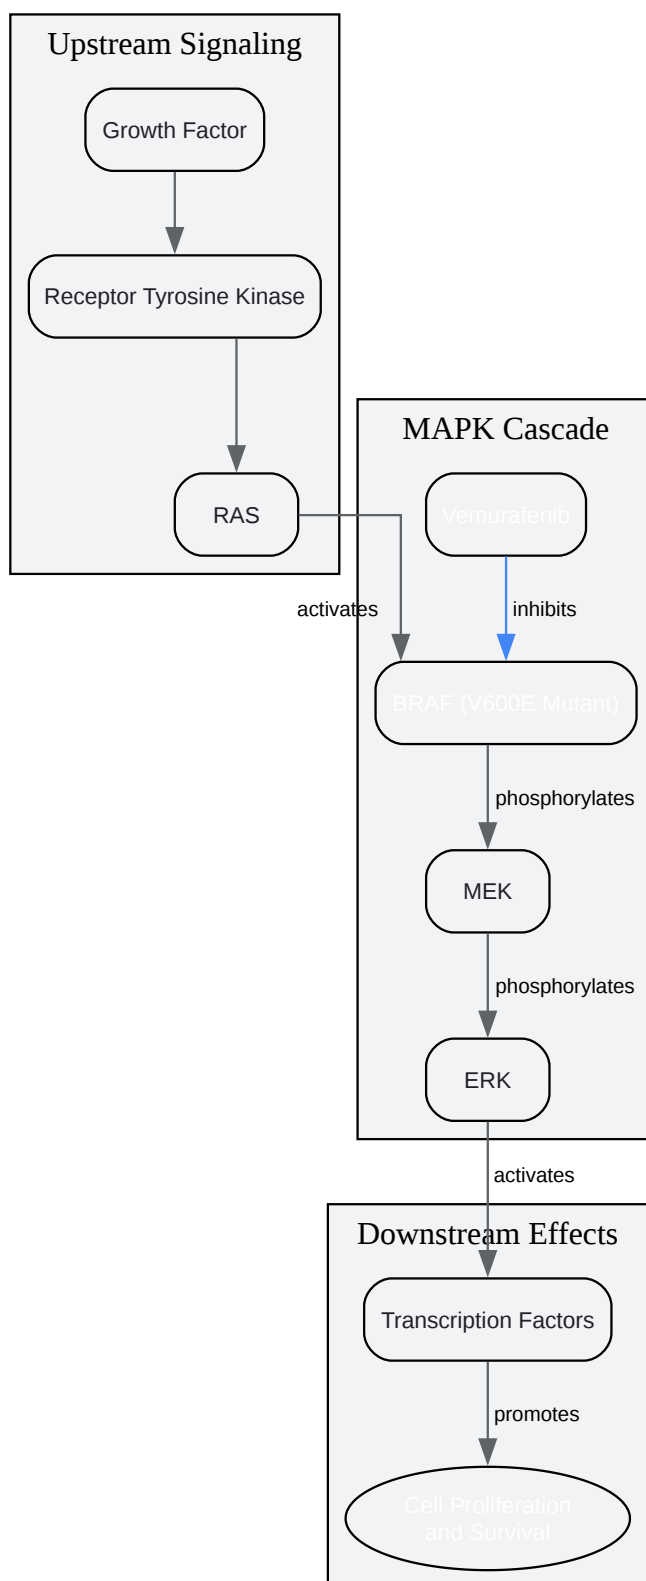 Upstream Signaling
Growth Factor
Receptor Tyrosine Kinase
RAS
MAPK Cascade
Vemurafenib
activates
inhibits
BRAF (V600E Mutant)
phosphorylates
MEK
phosphorylates
ERK
activates
Downstream Effects
Transcription Factors
promotes
Cell Proliferation
and Survival